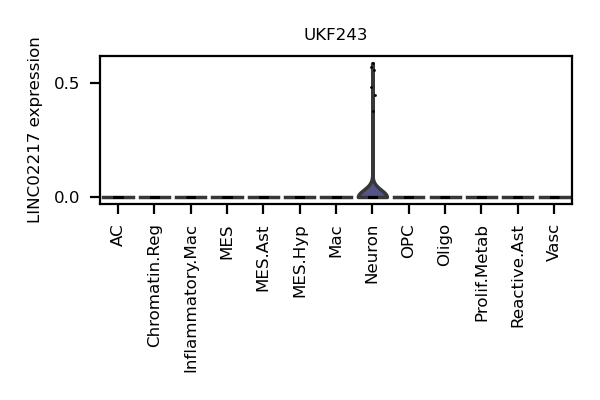 UKF243
LINC02217 expression
0.5
0.0
AC
Chromatin.Reg
Inflammatory.Mac
MES
MES.Ast
MES.Hyp
Mac
Neuron
OPC
Oligo
Prolif.Metab
Reactive.Ast
Vasc